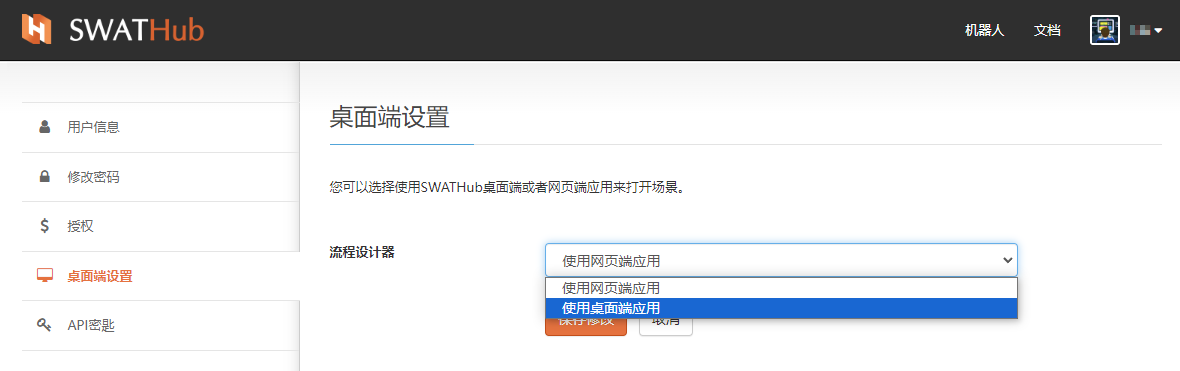 SWATHub
机器人
文档
用户信息
修改密码
授权
桌面端设置
API密匙
桌面端设置
您可以选择使用SWATHub桌面端或者网页端应用来打开场景。
流程设计器
使用网页端应用
使用网页端应用
使用桌面端应用
保存修改
取消